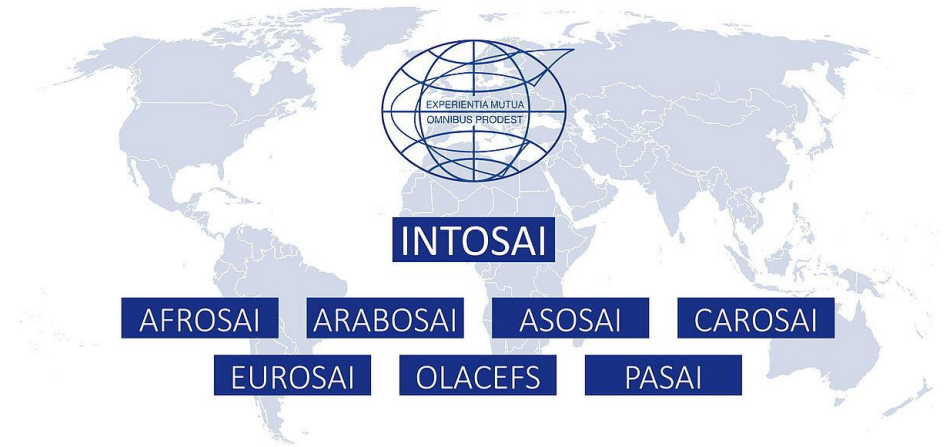 EXPERIENTIA MUTUA
OMNIBUS PRODEST
INTOSAI
AFROSAI ARABOSAI ASOSAI CAROSAI
EUROSAI OLACEFS PASAI